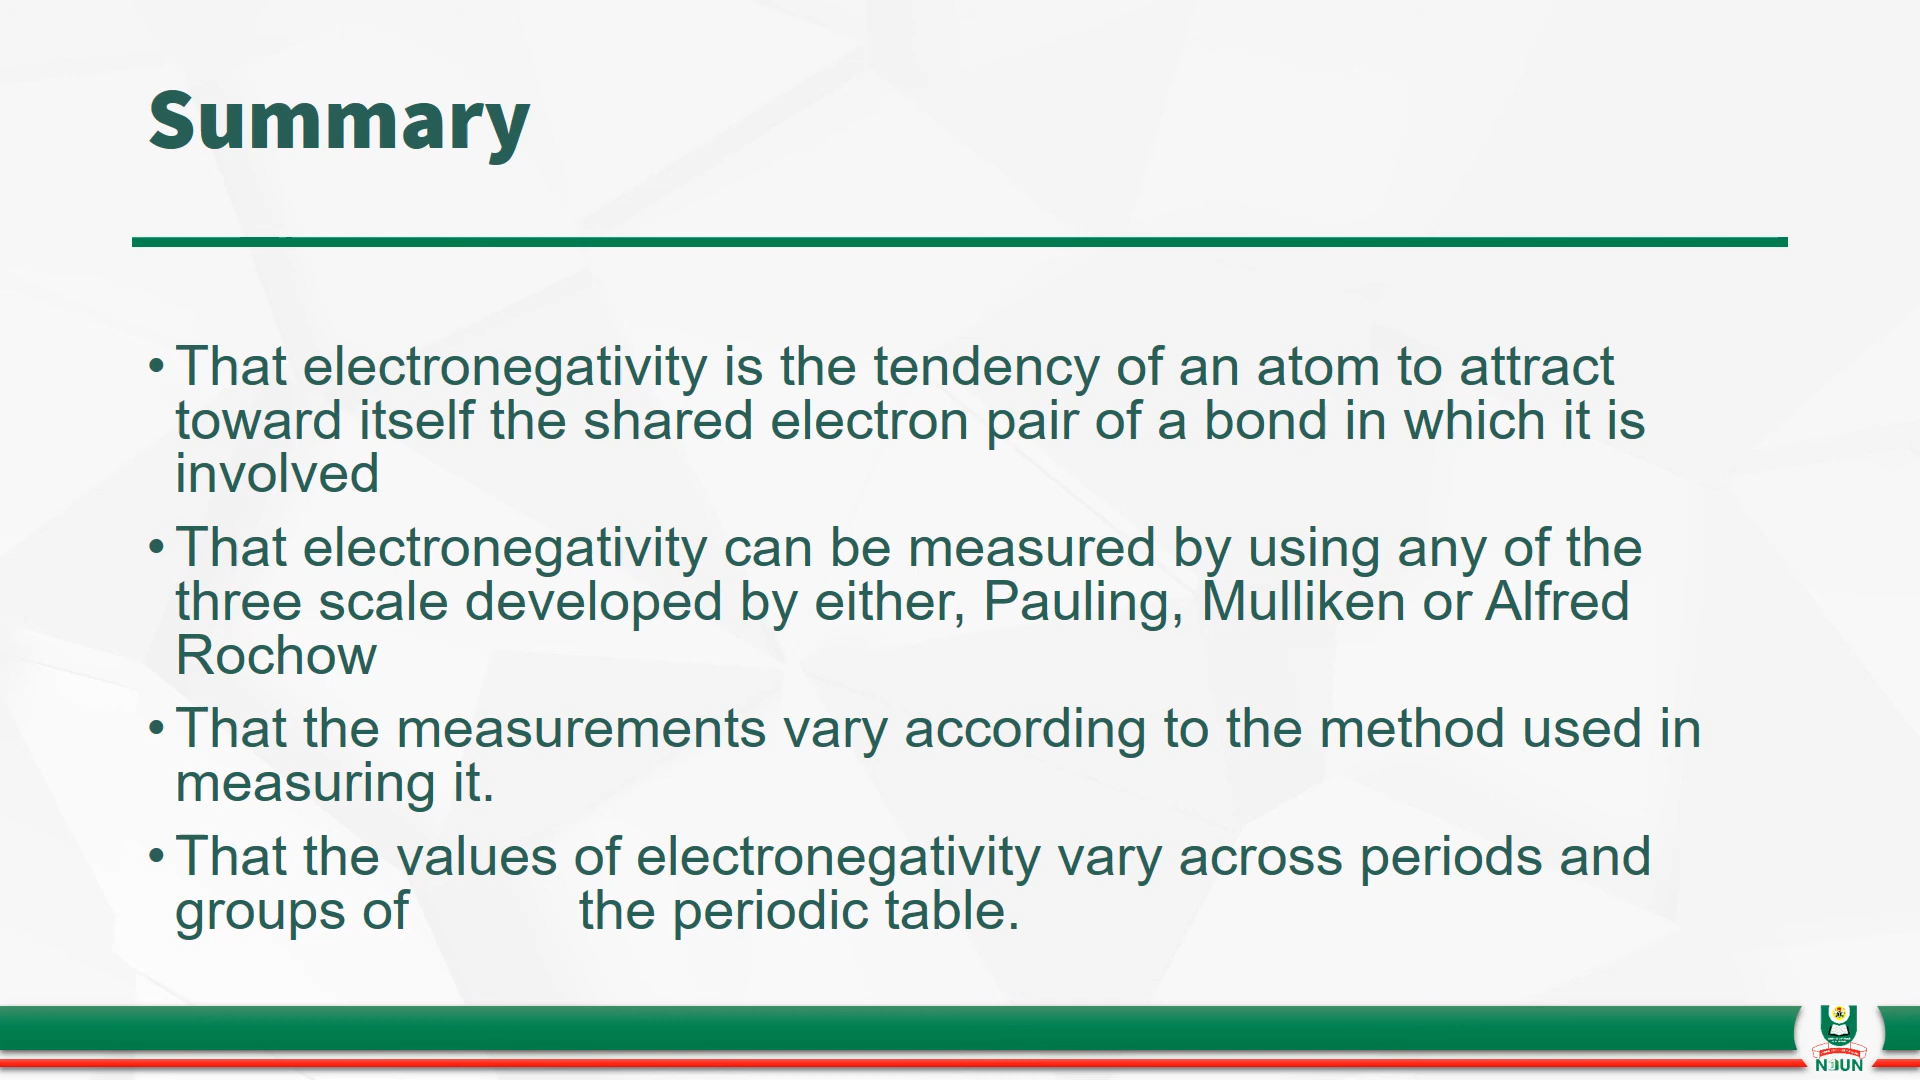 Summary
• That electronegativity is the tendency of an atom to attract
toward itself the shared electron pair of a bond in which it is
involved
• That electronegativity can be measured by using any of the
three scale developed by either, Pauling, Mulliken or Alfred
Rochow
• That the measurements vary according to the method used in
measuring it.
• That the values of electronegativity vary across periods and
groups of the periodic table.
NOUN